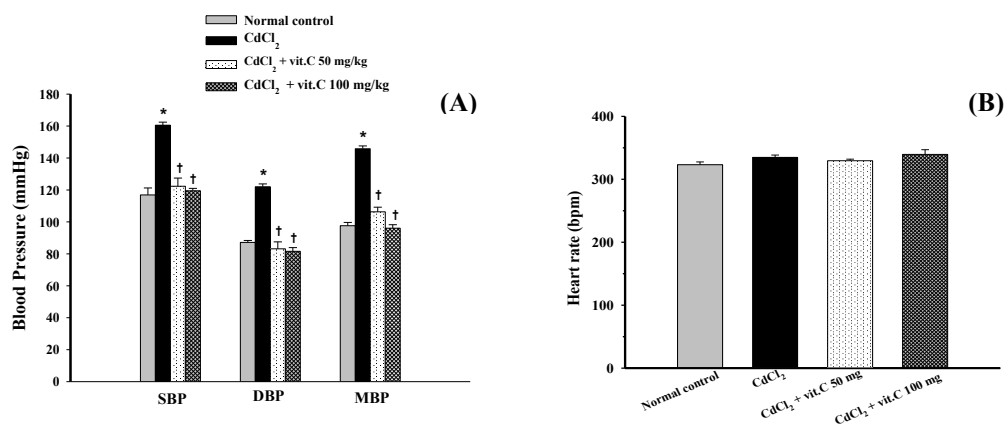 Normal control
CdCl2
CdCl2 + vit.C 50 mg/kg
CdCl2 + vit.C 100 mg/kg
(A)
Blood Pressure (mmHg)
180
160
140
120
100
80
60
40
20
0
* † †
* † †
* † †
SBP DBP MBP
(B)
Heart rate (bpm)
400
300
200
100
0
Normal control
CdCl2
CdCl2 + vit.C 50 mg
CdCl2 + vit.C 100 mg